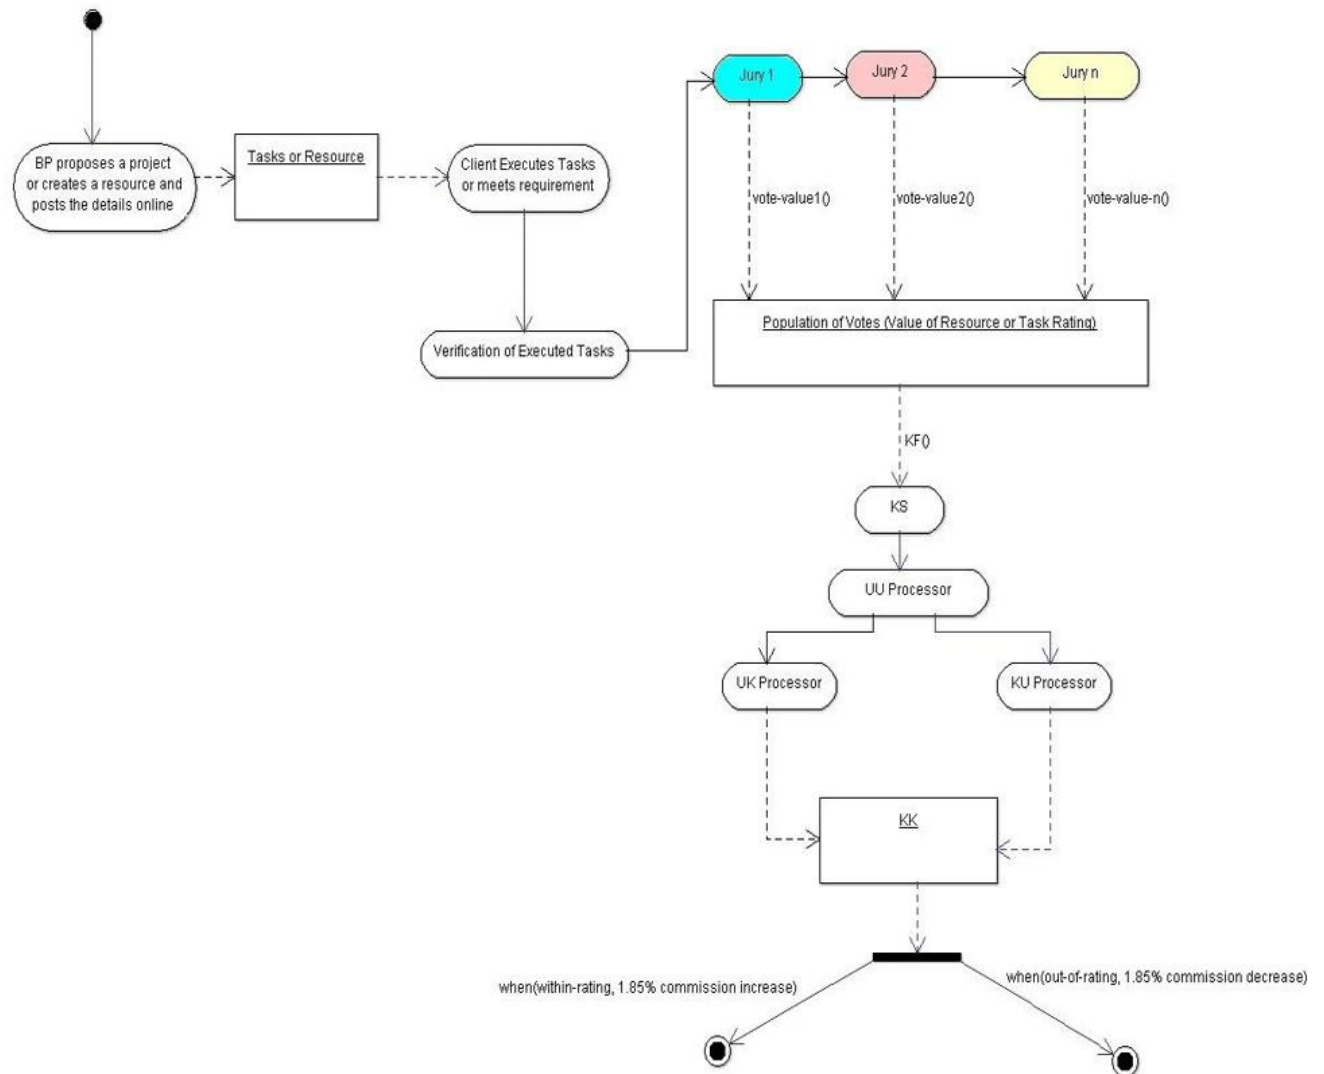 Jury 1
Jury 2
Jury n
BP proposes a project
or creates a resource and
posts the details online
Tasks or Resource
Client Executes Tasks
or meets requirement
vote-value1()
vote-value2()
vote-value-n()
Verification of Executed Tasks
Population of Votes (Value of Resource or Task Rating)
KF()
KS
UU Processor
UK Processor
KU Processor
KK
when(within-rating, 1.85% commission increase)
when(out-of-rating, 1.85% commission decrease)